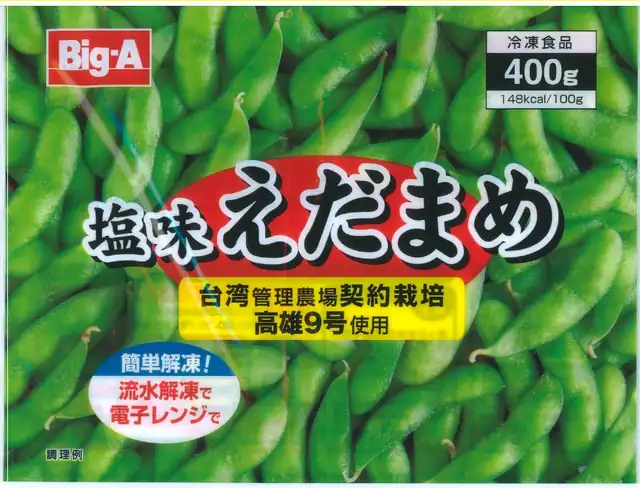 Big-A
冷凍食品
400g
148kcal/100g
塩味えだまめ
台湾管理農場契約栽培
高雄9号使用
簡単解凍!
流水解凍で
電子レンジで
調理例